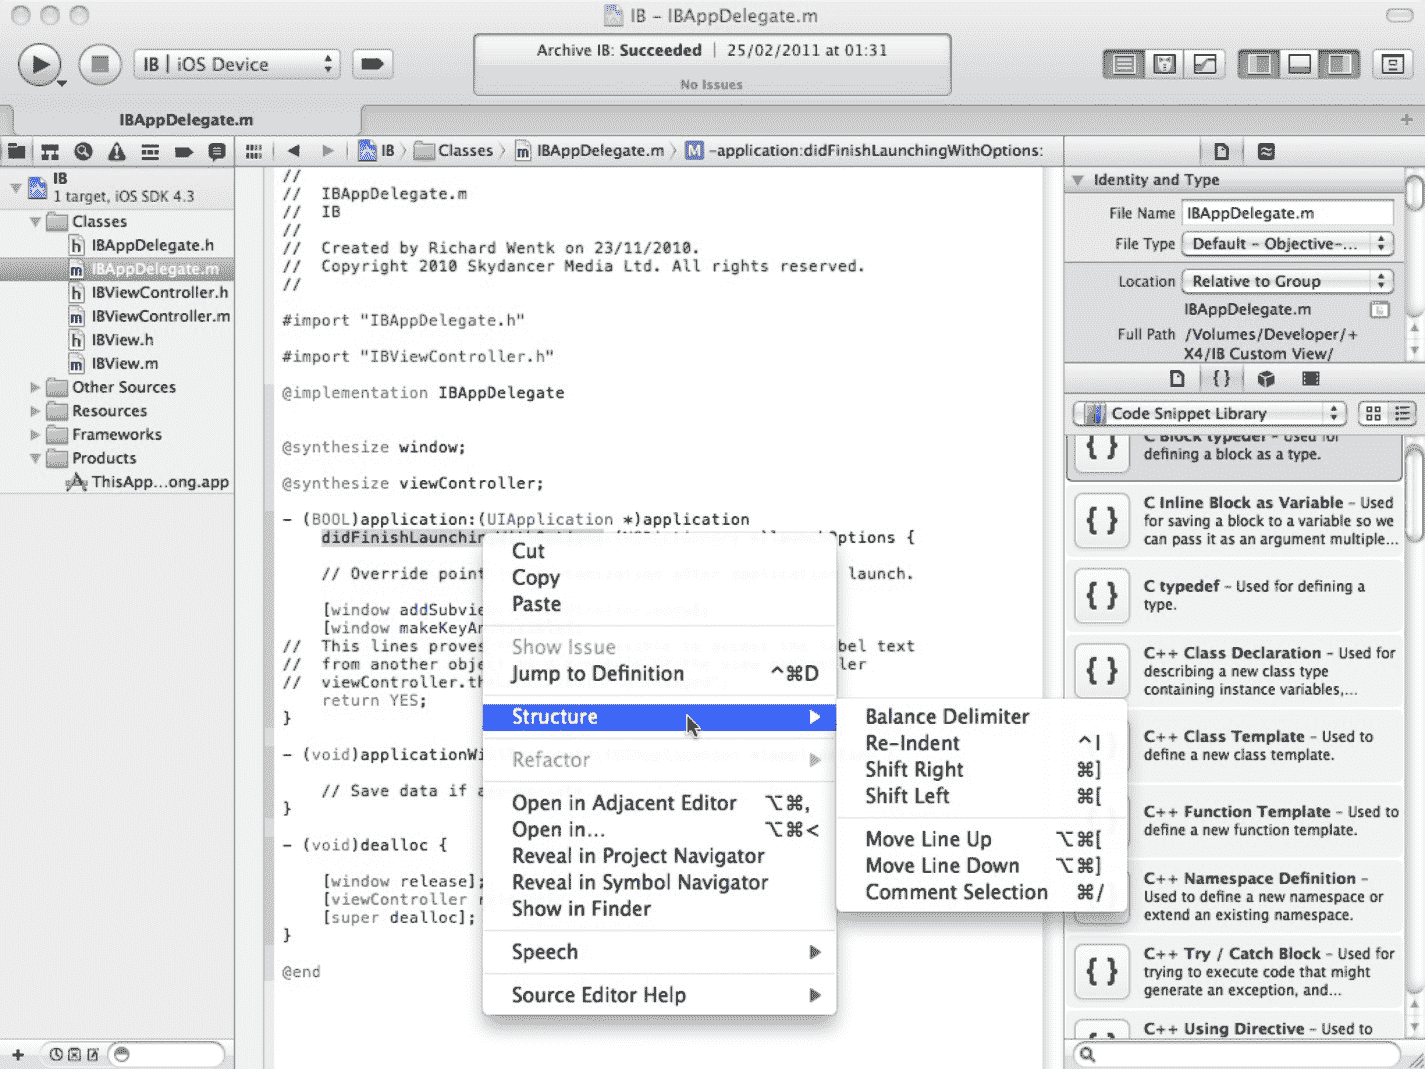 IB – IBAppDelegate.m
IB | iOS Device
Archive IB: Succeeded | 25/02/2011 at 01:31
No Issues
IBAppDelegate.m
IB
Classes
IBAppDelegate.m
M -application:didFinishLaunchingWithOptions:
IB
1 target, iOS SDK 4.3
Classes
h IBAppDelegate.h
m IBAppDelegate.m
h IBViewController.h
m IBViewController.m
h IBView.h
m IBView.m
Other Sources
Resources
Frameworks
Products
ThisApp...ong.app
//
// IBAppDelegate.m
// IB
//
// Created by Richard Wentk on 23/11/2010.
// Copyright 2010 Skydancer Media Ltd. All rights reserved.
//
#import "IBAppDelegate.h"
#import "IBViewController.h"
@implementation IBAppDelegate
@synthesize window;
@synthesize viewController;
- (BOOL)application:(UIApplication *)application
didFinishLaunchin
Options {
// Override point
launch.
[window addSubvie
[window makeKeyAn
// This lines proves
bel text
// from another objec
ler
// viewController.th
return YES;
}
- (void)applicationWi
// Save data if a
}
- (void)dealloc {
[window release];
[viewController r
[super dealloc];
}
@end
Cut
Copy
Paste
Show Issue
Jump to Definition ^⌘D
Structure
Refactor
Open in Adjacent Editor ⌥⌘,
Open in... ⌥⌘<
Reveal in Project Navigator
Reveal in Symbol Navigator
Show in Finder
Speech
Source Editor Help
Balance Delimiter
Re-Indent ^I
Shift Right ⌘]
Shift Left ⌘[
Move Line Up ⌥⌘[
Move Line Down ⌥⌘]
Comment Selection ⌘/
Identity and Type
File Name IBAppDelegate.m
File Type Default - Objective-...
Location Relative to Group
IBAppDelegate.m
Full Path /Volumes/Developer/+
X4/IB Custom View/
Code Snippet Library
C Block typedef - Used for
defining a block as a type.
C Inline Block as Variable - Used
for saving a block to a variable so we
can pass it as an argument multiple...
C typedef - Used for defining a
type.
C++ Class Declaration - Used for
describing a new class type
containing instance variables,...
C++ Class Template - Used to
define a new class template.
C++ Function Template - Used to
define a new function template.
C++ Namespace Definition -
Used to define a new namespace or
extend an existing namespace.
C++ Try / Catch Block - Used for
trying to execute code that might
generate an exception, and...
C++ Using Directive - Used to